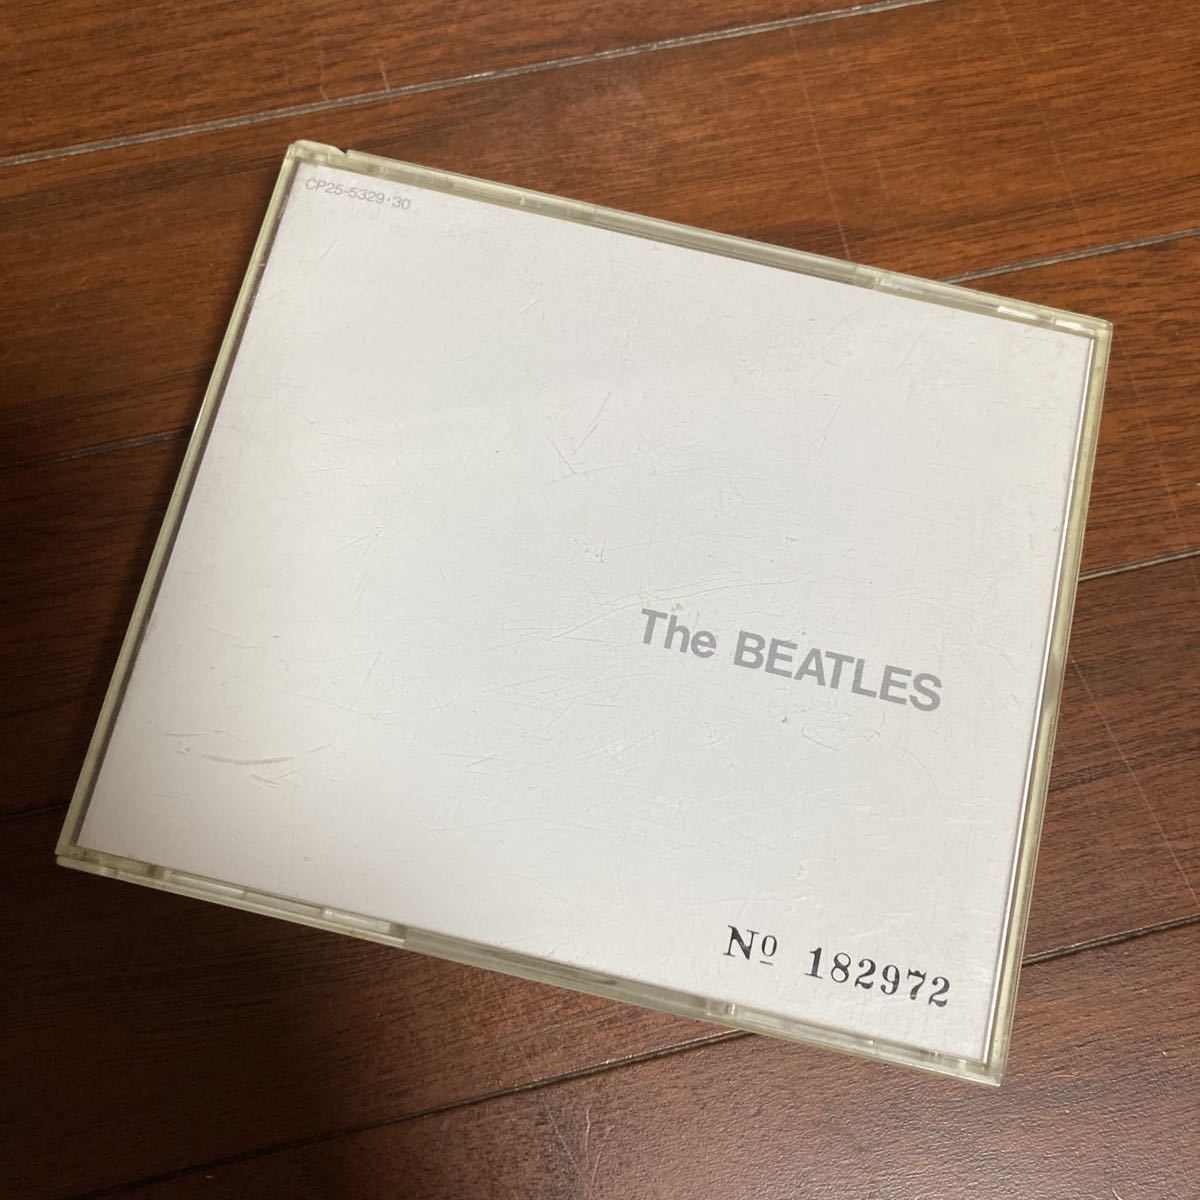 CP25-5329・30
The BEATLES
Nº 182972